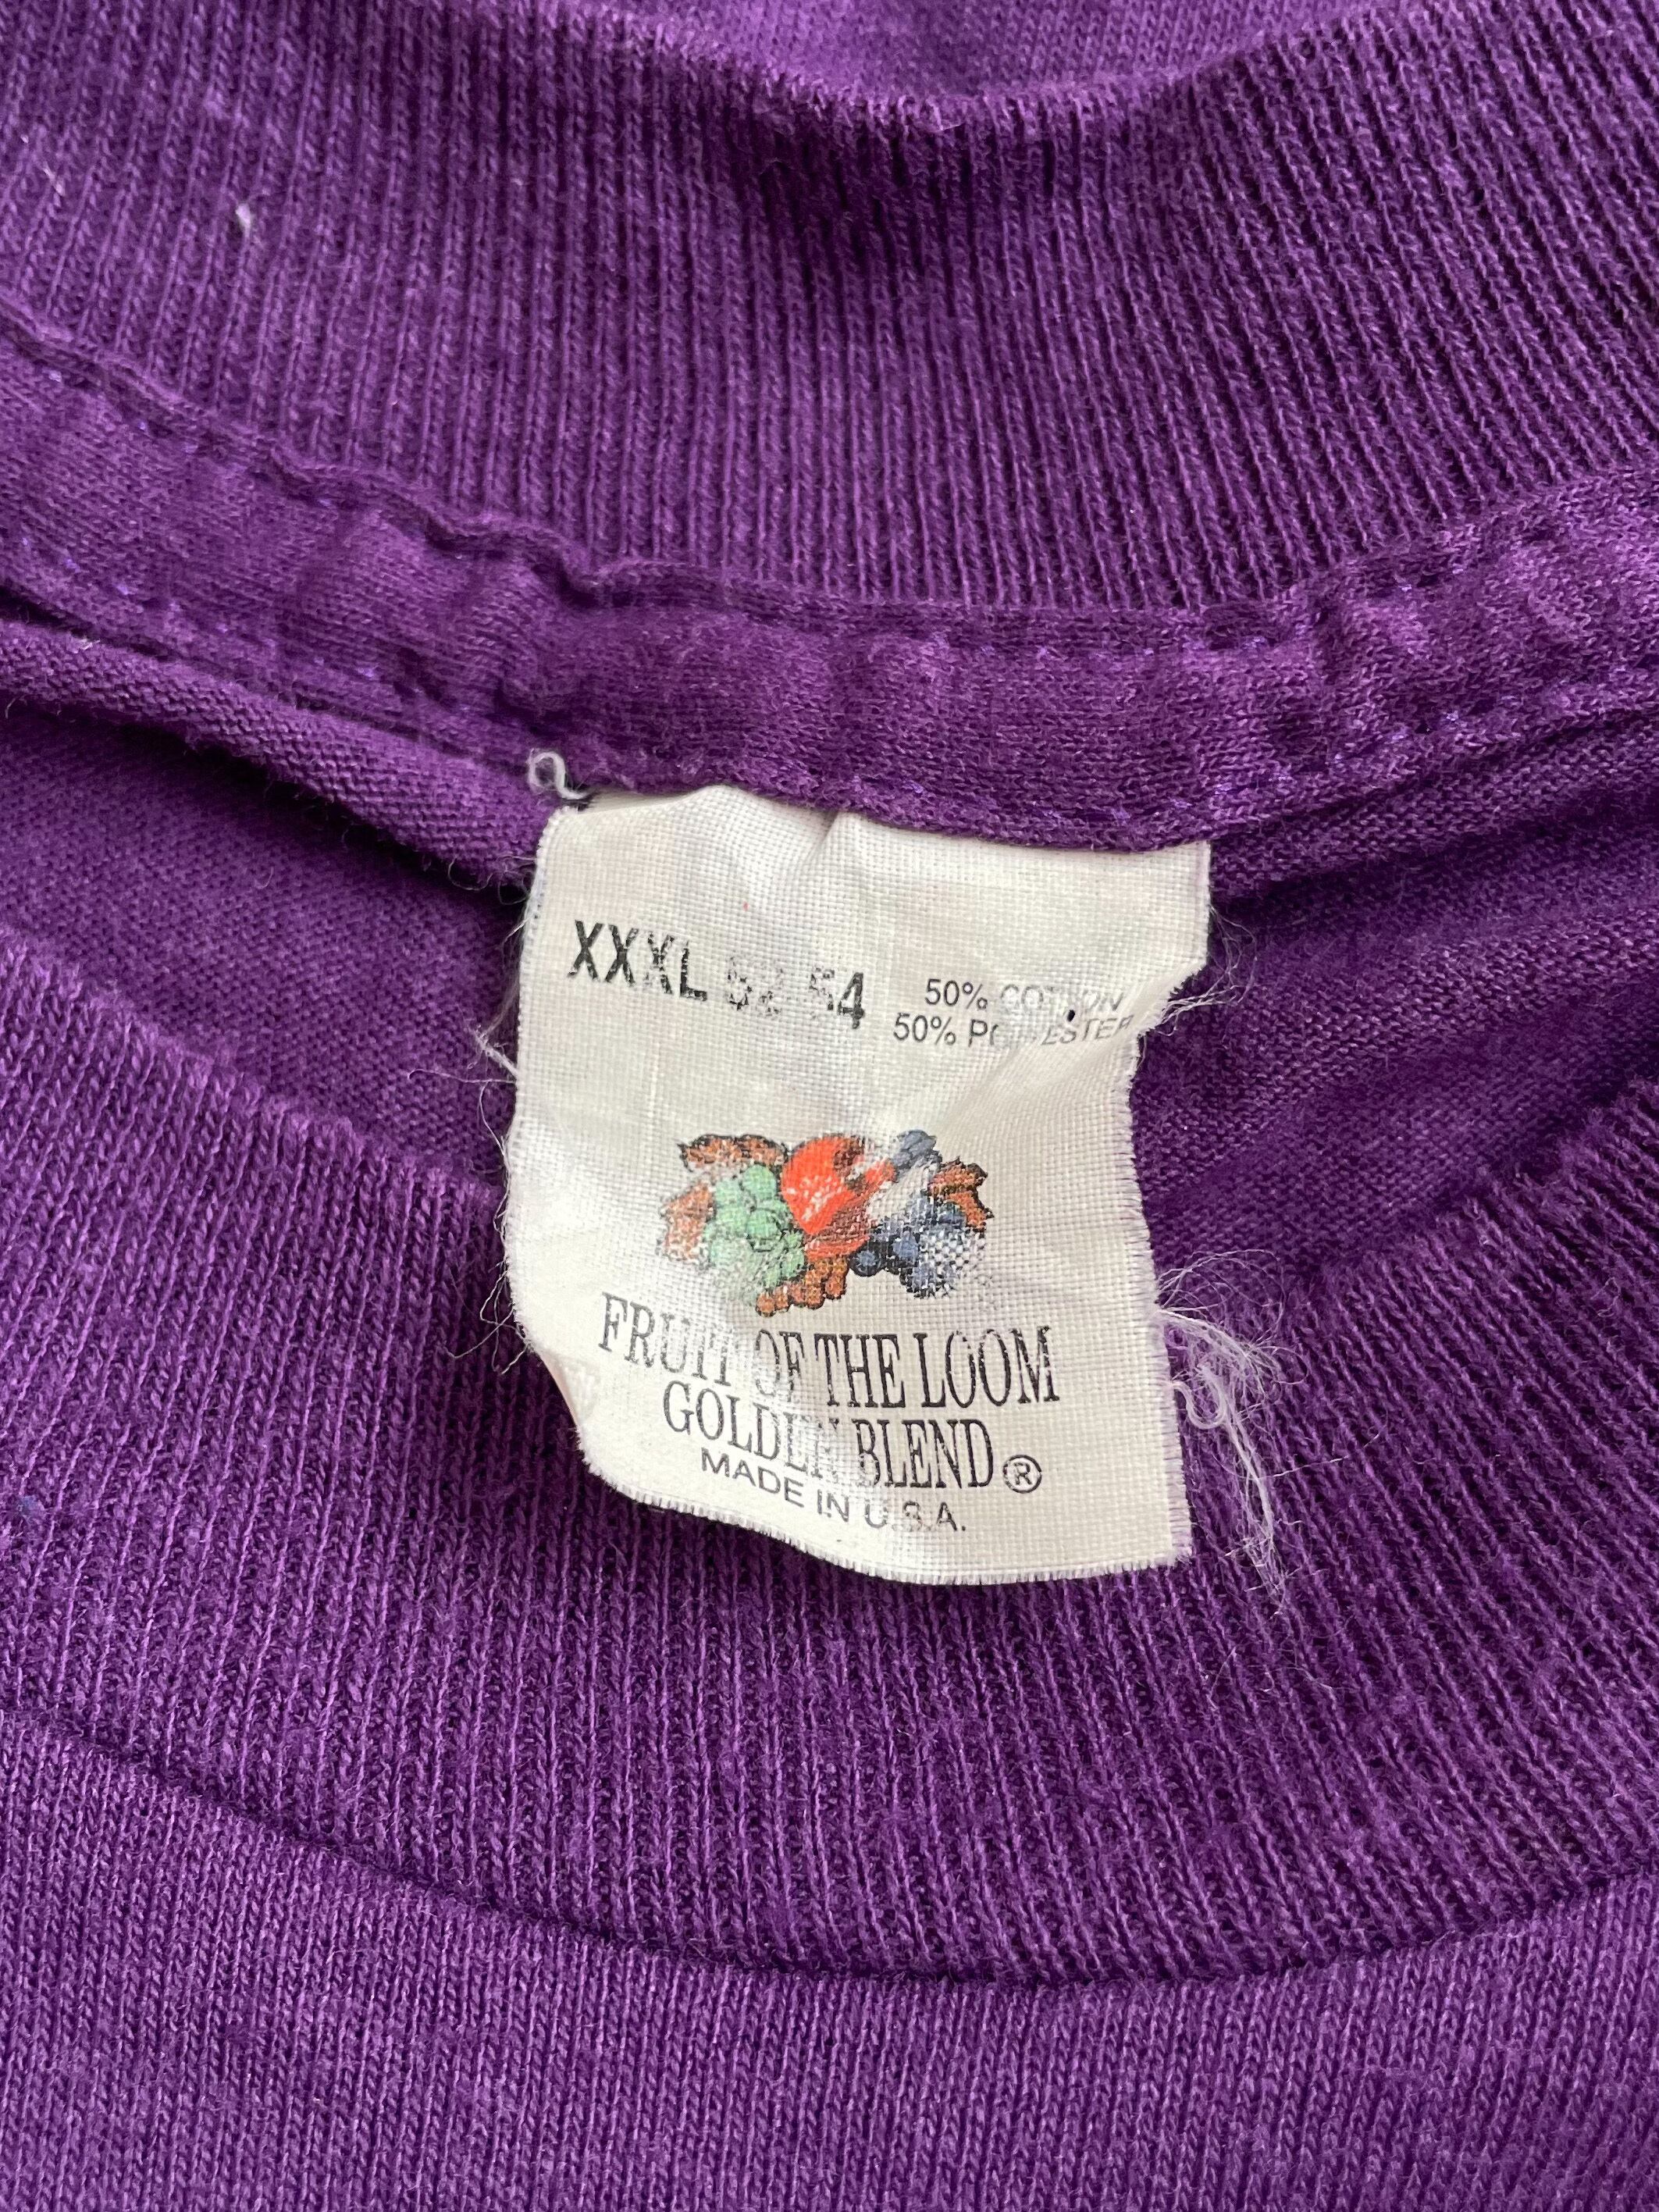 XXXL 52-54
50% COTTON
50% POLYESTER
FRUIT OF THE LOOM
GOLDEN BLEND®
MADE IN U.S.A.